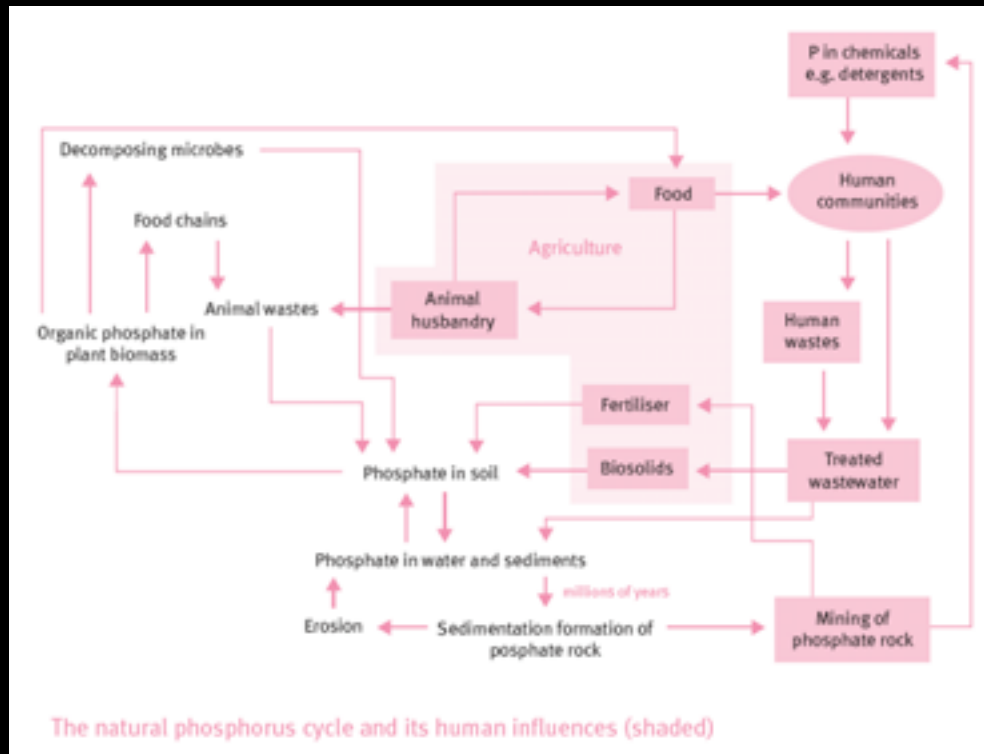 P in chemicals
e.g. detergents
Decomposing microbes
Human
communities
Food
Food chains
Agriculture
Animal wastes
Animal
husbandry
Human
wastes
Organic phosphate in
plant biomass
Fertiliser
Biosolids
Treated
wastewater
Phosphate in soil
Phosphate in water and sediments
millions of years
Erosion
Sedimentation formation of
posphate rock
Mining of
phosphate rock
The natural phosphorus cycle and its human influences (shaded)